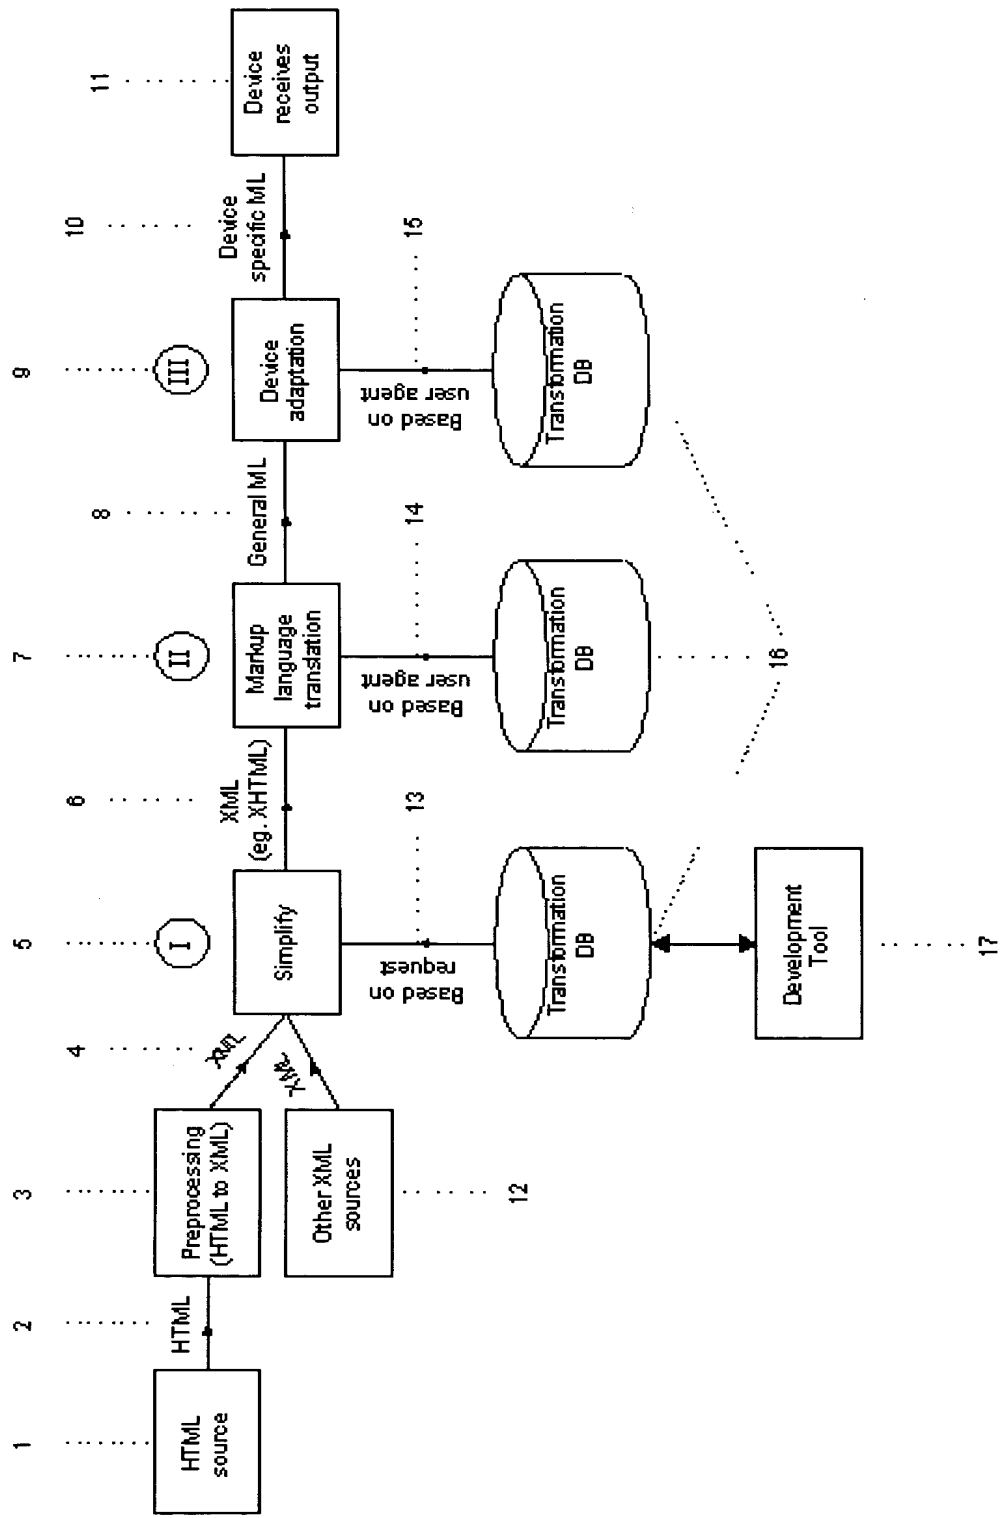 1
2
3
4
5
6
7
8
9
10
11
I
II
III
HTML
source
HTML
Preprocessing
(HTML to XML)
XML
Other XML
sources
XML
12
Simplify
XML
(eg. XHTML)
Markup
language
translation
General ML
Device
adaptation
Device
specific ML
Device
receives
output
Based on
request
13
Based on
user agent
14
Based on
user agent
15
Transformation
DB
Transformation
DB
Transformation
DB
16
Development
Tool
17